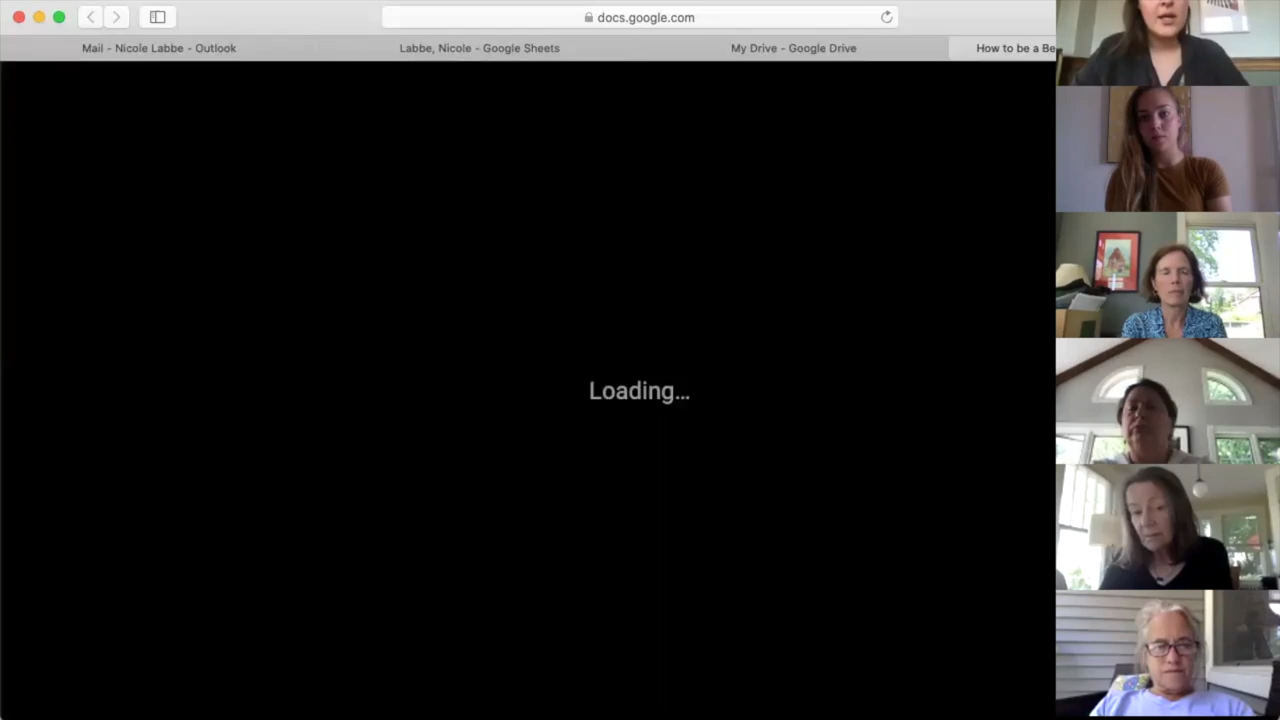 docs.google.com
Mail - Nicole Labbe - Outlook
Labbe, Nicole - Google Sheets
My Drive - Google Drive
How to be a Be
Loading...